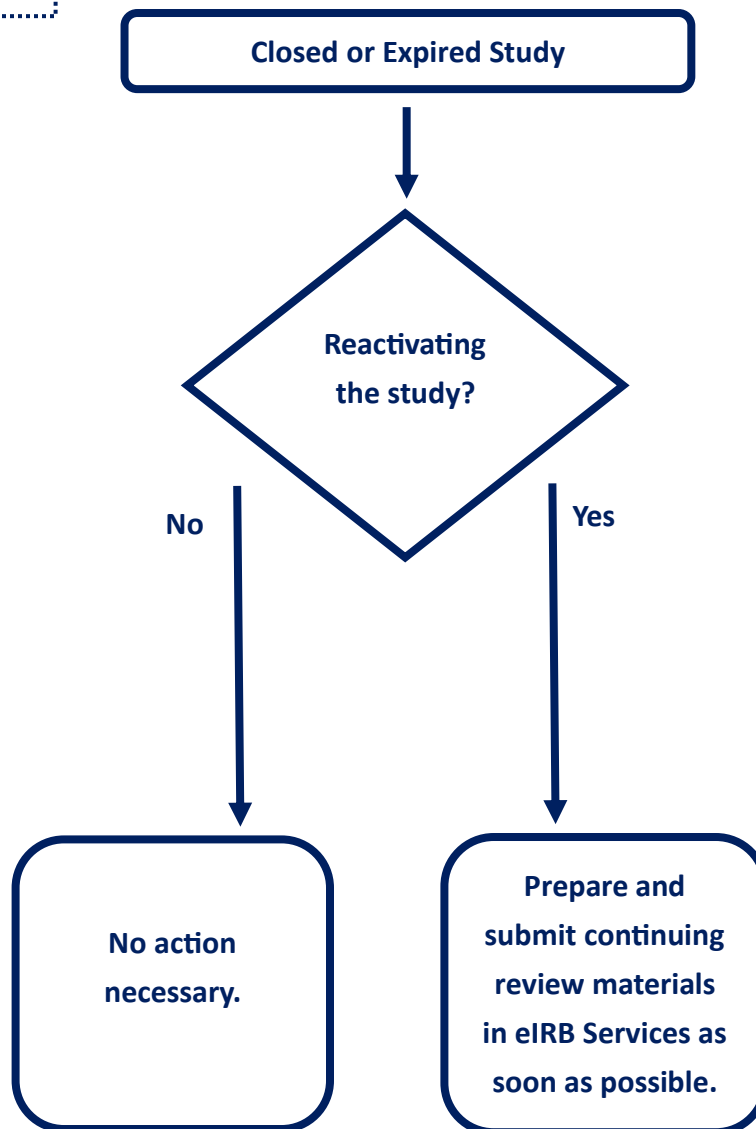 Closed or Expired Study
Reactivating
the study?
No
Yes
No action
necessary.
Prepare and
submit continuing
review materials
in eIRB Services as
soon as possible.